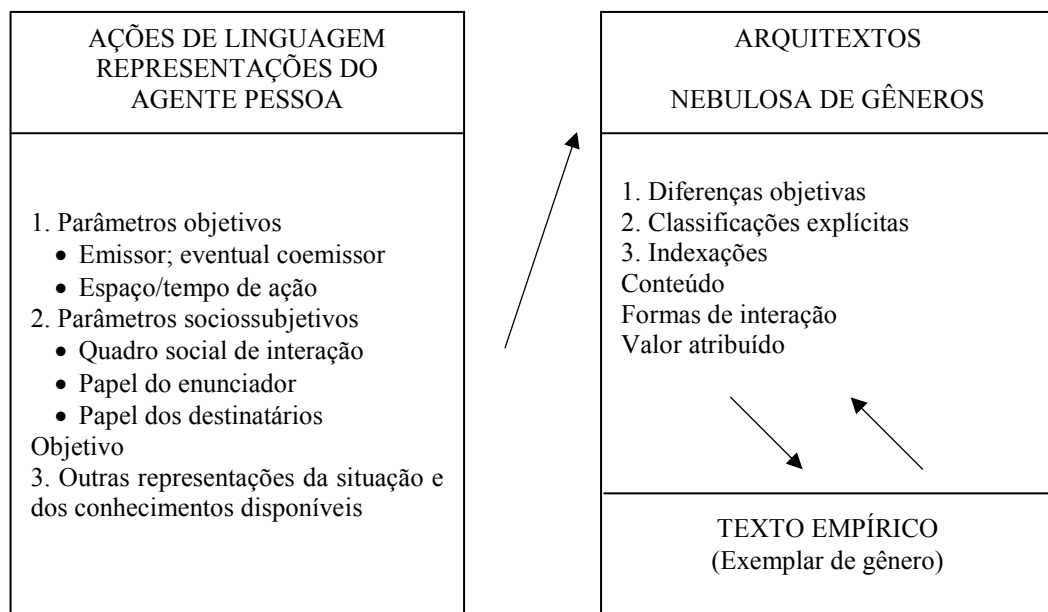 AÇÕES DE LINGUAGEM
REPRESENTAÇÕES DO
AGENTE PESSOA
1. Parâmetros objetivos
• Emissor; eventual coemissor
• Espaço/tempo de ação
2. Parâmetros sociossubjetivos
• Quadro social de interação
• Papel do enunciador
• Papel dos destinatários
Objetivo
3. Outras representações da situação e
dos conhecimentos disponíveis
ARQUITEXTOS
NEBULOSA DE GÊNEROS
1. Diferenças objetivas
2. Classificações explícitas
3. Indexações
Conteúdo
Formas de interação
Valor atribuído
TEXTO EMPÍRICO
(Exemplar de gênero)